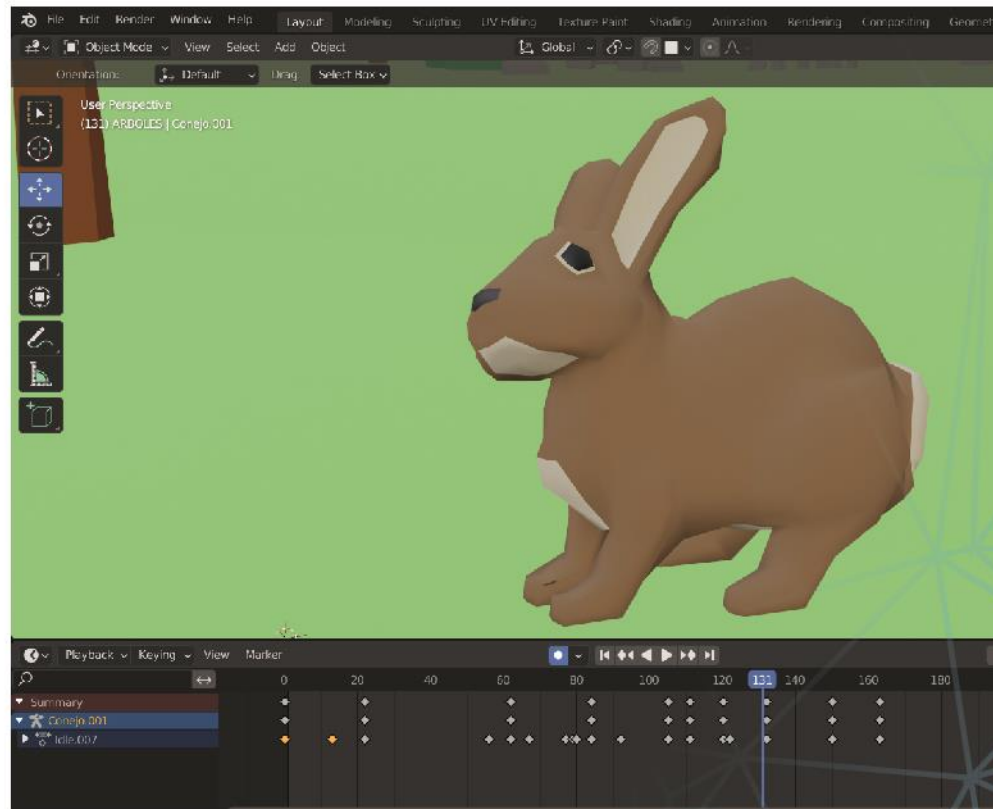 File Edit Render Window Help Layout Modeling Sculpting UV Editing Texture Paint Shading Animation Rendering Compositing Geomet
Object Mode View Select Add Object Global
Orientation: Default Drag Select Box
User Perspective
(131) ARBOLES | Conejo.001
Playback Keying View Marker
0 20 40 60 80 100 120 131 140 160 180
Summary
Conejo.001
Idle.007